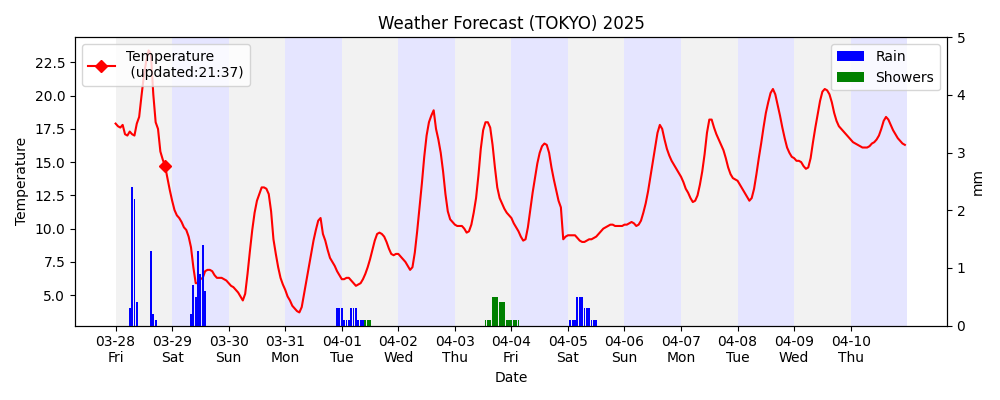 Weather Forecast (TOKYO) 2025
Temperature
(updated:21:37)
Rain
Showers
Temperature
22.5
20.0
17.5
15.0
12.5
10.0
7.5
5.0
5
4
3
2
1
0
mm
03-28 03-29 03-30 03-31 04-01 04-02 04-03 04-04 04-05 04-06 04-07 04-08 04-09 04-10
Fri Sat Sun Mon Tue Wed Thu Fri Sat Sun Mon Tue Wed Thu
Date